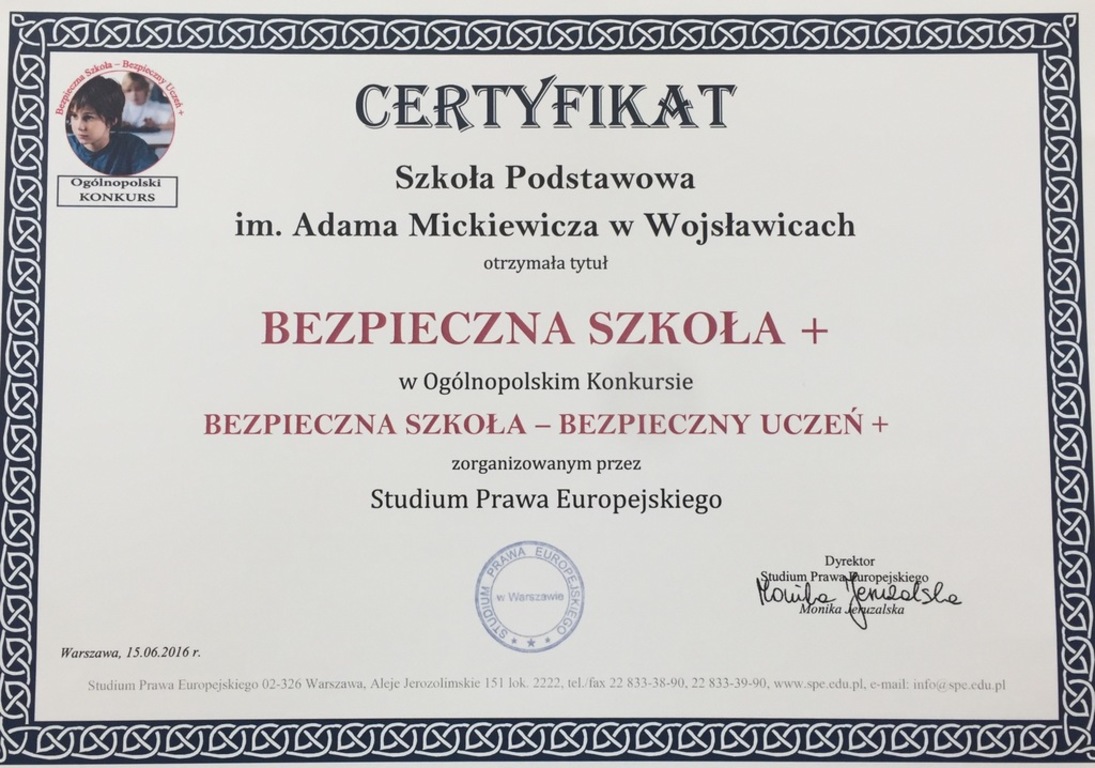 Bezpieczna Szkoła – Bezpieczny Uczeń +
Ogólnopolski
KONKURS
CERTYFIKAT
Szkoła Podstawowa
im. Adama Mickiewicza w Wojsławicach
otrzymała tytuł
BEZPIECZNA SZKOŁA +
w Ogólnopolskim Konkursie
BEZPIECZNA SZKOŁA – BEZPIECZNY UCZEŃ +
zorganizowanym przez
Studium Prawa Europejskiego
STUDIUM PRAWA EUROPEJSKIEGO
w Warszawie
Dyrektor
Studium Prawa Europejskiego
Monika Jeruzalska
Monika Jeruzalska
Warszawa, 15.06.2016 r.
Studium Prawa Europejskiego 02-326 Warszawa, Aleje Jerozolimskie 151 lok. 2222, tel./fax 22 833-38-90, 22 833-39-90, www.spe.edu.pl, e-mail: info@spe.edu.pl